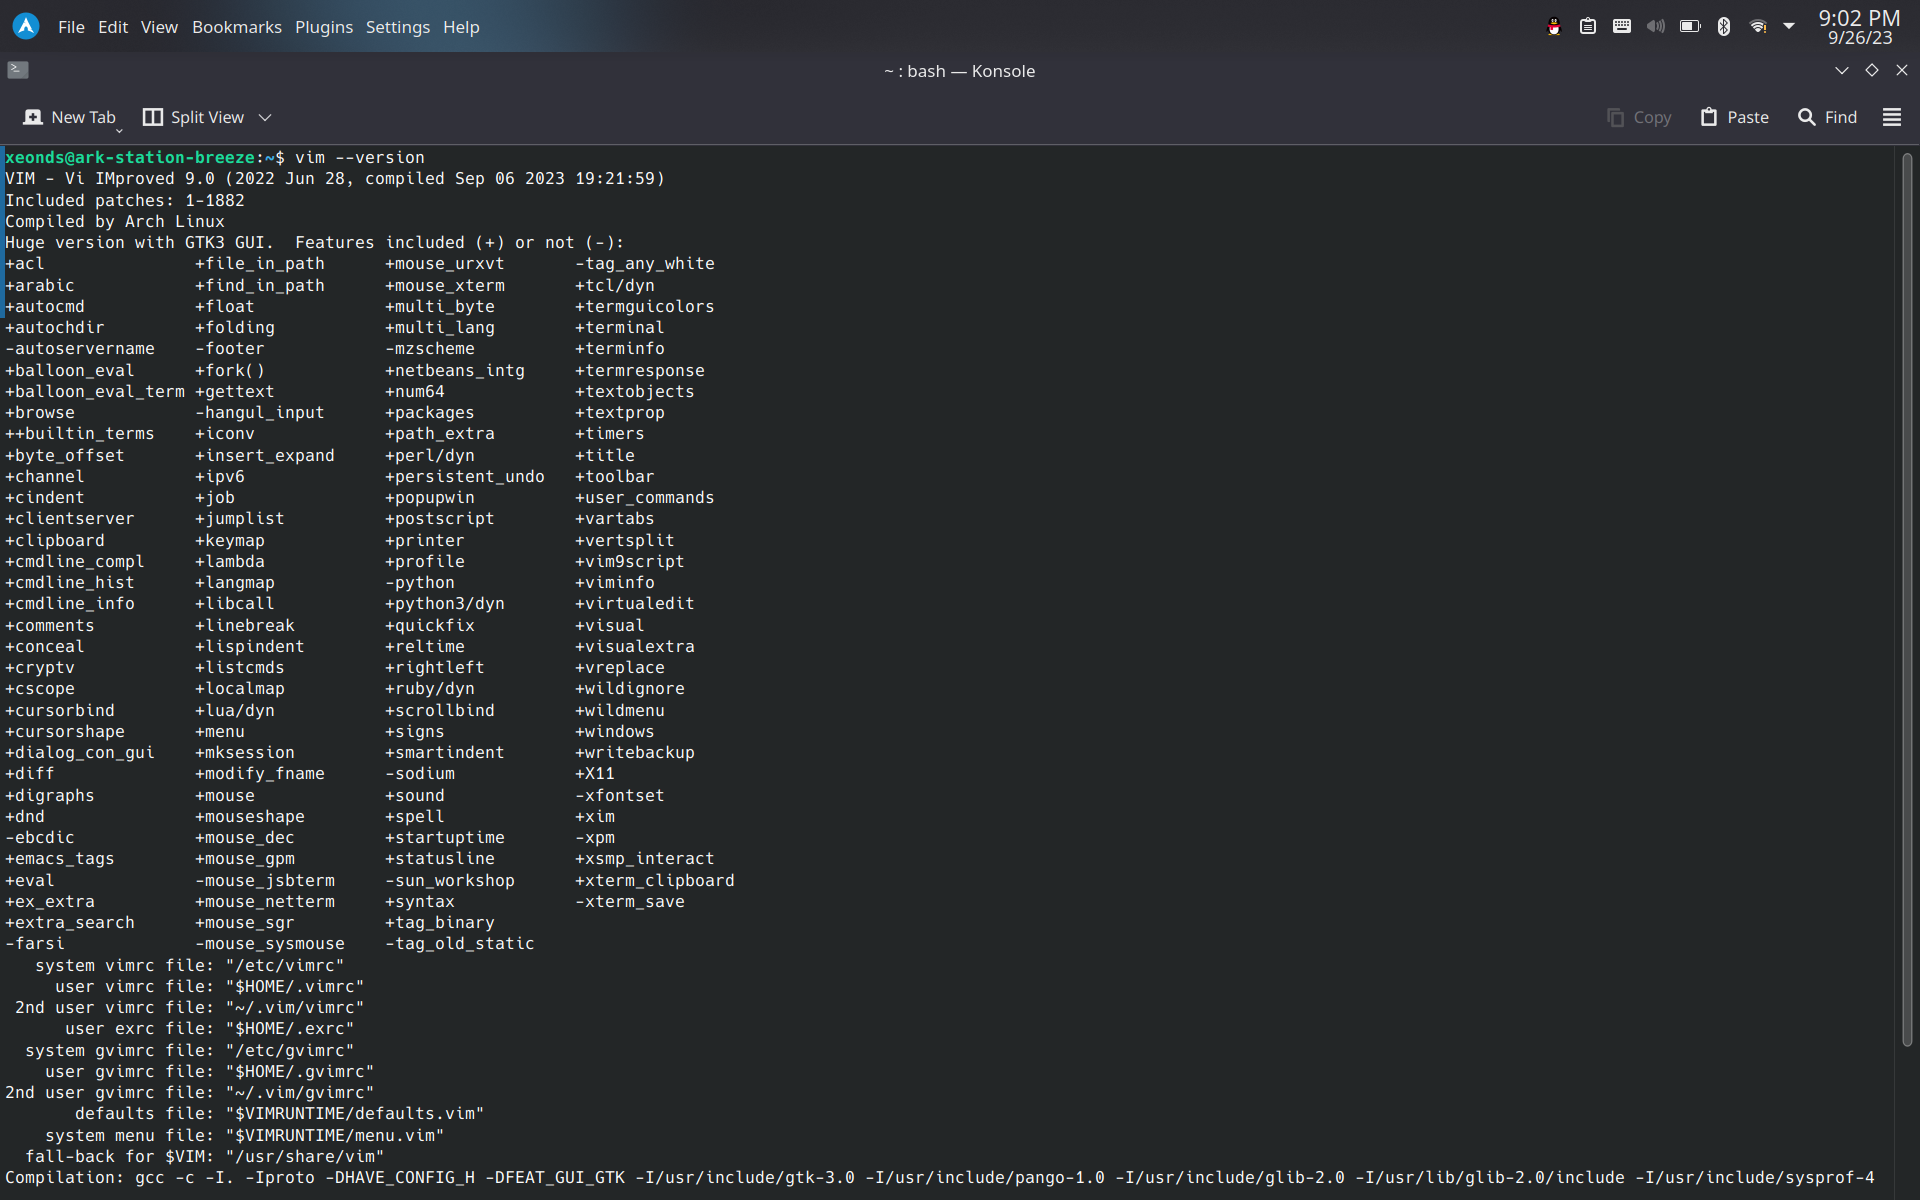 File Edit View Bookmarks Plugins Settings Help
9:02 PM
9/26/23
~ : bash — Konsole
New Tab Split View Copy Paste Find
xeonds@ark-station-breeze:~$ vim --version
VIM - Vi IMproved 9.0 (2022 Jun 28, compiled Sep 06 2023 19:21:59)
Included patches: 1-1882
Compiled by Arch Linux
Huge version with GTK3 GUI.  Features included (+) or not (-):
+acl               +file_in_path      +mouse_urxvt       -tag_any_white
+arabic            +find_in_path      +mouse_xterm       +tcl/dyn
+autocmd           +float             +multi_byte        +termguicolors
+autochdir         +folding           +multi_lang        +terminal
-autoservername    -footer            -mzscheme          +terminfo
+balloon_eval      +fork()            +netbeans_intg     +termresponse
+balloon_eval_term +gettext           +num64             +textobjects
+browse            -hangul_input      +packages          +textprop
++builtin_terms    +iconv             +path_extra        +timers
+byte_offset       +insert_expand     +perl/dyn          +title
+channel           +ipv6              +persistent_undo   +toolbar
+cindent           +job               +popupwin          +user_commands
+clientserver      +jumplist          +postscript        +vartabs
+clipboard         +keymap            +printer           +vertsplit
+cmdline_compl     +lambda            +profile           +vim9script
+cmdline_hist      +langmap           -python            +viminfo
+cmdline_info      +libcall           +python3/dyn       +virtualedit
+comments          +linebreak         +quickfix          +visual
+conceal           +lispindent        +reltime           +visualextra
+cryptv            +listcmds          +rightleft         +vreplace
+cscope            +localmap          +ruby/dyn          +wildignore
+cursorbind        +lua/dyn           +scrollbind        +wildmenu
+cursorshape       +menu              +signs             +windows
+dialog_con_gui    +mksession         +smartindent       +writebackup
+diff              +modify_fname      -sodium            +X11
+digraphs          +mouse             +sound             -xfontset
+dnd               +mouseshape        +spell             +xim
-ebcdic            +mouse_dec         +startuptime       -xpm
+emacs_tags        +mouse_gpm         +statusline        +xsmp_interact
+eval              -mouse_jsbterm     -sun_workshop      +xterm_clipboard
+ex_extra          +mouse_netterm     +syntax            -xterm_save
+extra_search      +mouse_sgr         +tag_binary
-farsi             -mouse_sysmouse    -tag_old_static
   system vimrc file: "/etc/vimrc"
     user vimrc file: "$HOME/.vimrc"
 2nd user vimrc file: "~/.vim/vimrc"
      user exrc file: "$HOME/.exrc"
  system gvimrc file: "/etc/gvimrc"
    user gvimrc file: "$HOME/.gvimrc"
2nd user gvimrc file: "~/.vim/gvimrc"
       defaults file: "$VIMRUNTIME/defaults.vim"
    system menu file: "$VIMRUNTIME/menu.vim"
  fall-back for $VIM: "/usr/share/vim"
Compilation: gcc -c -I. -Iproto -DHAVE_CONFIG_H -DFEAT_GUI_GTK -I/usr/include/gtk-3.0 -I/usr/include/pango-1.0 -I/usr/include/glib-2.0 -I/usr/lib/glib-2.0/include -I/usr/include/sysprof-4